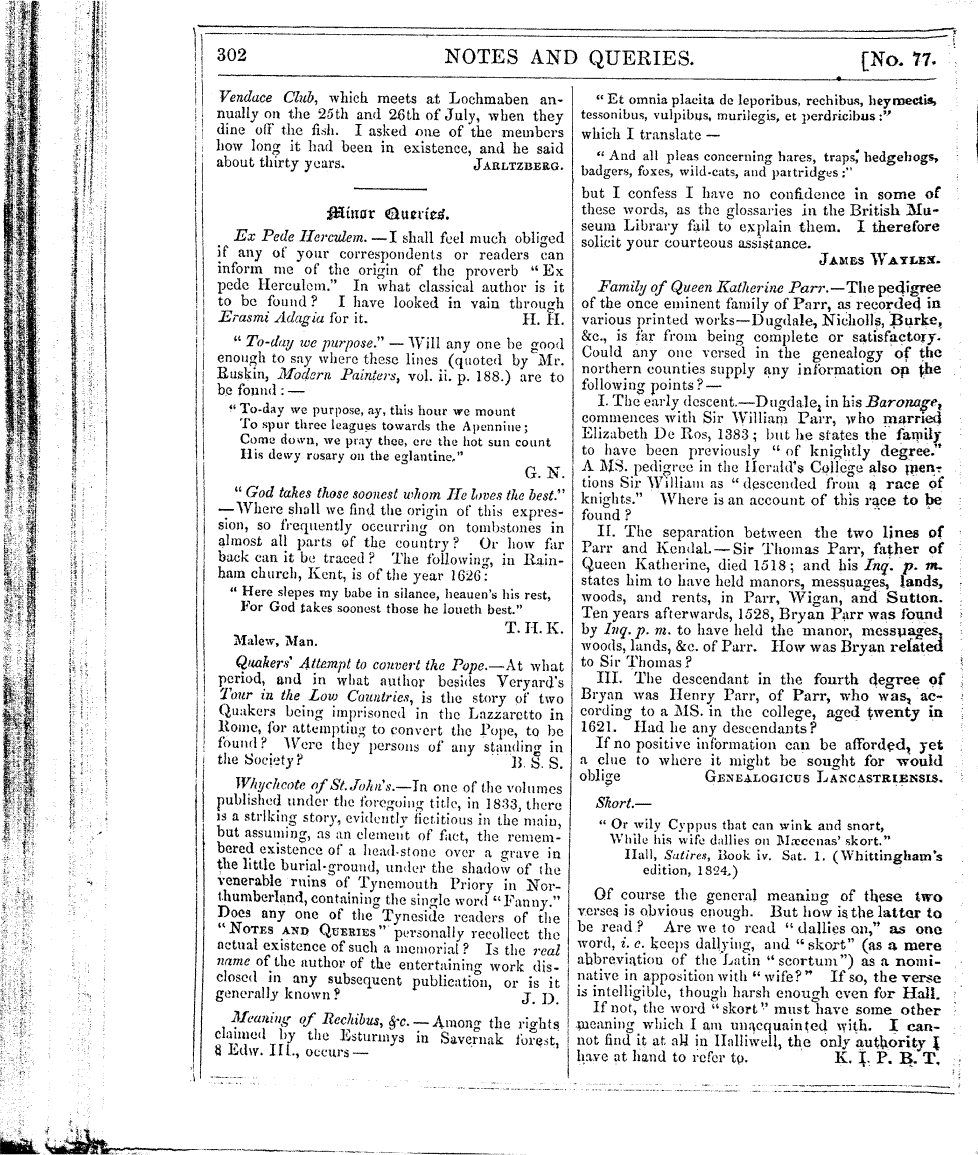 302 NOTES AND QUERIES. [No. 77.
Vendace Club, which meets at Lochmaben an-
nually on the 25th and 26th of July, when they
dine off the fish. I asked one of the members
how long it had been in existence, and he said
about thirty years. JARLTZBERG.
Minor Queries.
Ex Pede Herculem. — I shall feel much obliged
if any of your correspondents or readers can
inform me of the origin of the proverb "Ex
pede Herculem." In what classical author is it
to be found? I have looked in vain through
Erasmi Adagia for it. H. H.
"To-day we purpose." — Will any one be good
enough to say where these lines (quoted by Mr.
Ruskin, Modern Painters, vol. ii. p. 188.) are to
be found: —
"To-day we purpose, ay, this hour we mount
To spur three leagues towards the Apennine;
Come down, we pray thee, ere the hot sun count
His dewy rosary on the eglantine."
G. N.
"God takes those soonest whom He loves the best."
—Where shall we find the origin of this expres-
sion, so frequently occurring on tombstones in
almost all parts of the country? Or how far
back can it be traced? The following, in Rain-
ham church, Kent, is of the year 1626:
"Here slepes my babe in silance, heauen's his rest,
For God takes soonest those he loueth best."
T. H. K.
Malew, Man.
Quakers' Attempt to convert the Pope.—At what
period, and in what author besides Veryard's
Tour in the Low Countries, is the story of two
Quakers being imprisoned in the Lazzaretto in
Rome, for attempting to convert the Pope, to be
found? Were they persons of any standing in
the Society? B. S. S.
Whychcote of St. John's.—In one of the volumes
published under the foregoing title, in 1833, there
is a striking story, evidently fictitious in the main,
but assuming, as an element of fact, the remem-
bered existence of a head-stone over a grave in
the little burial-ground, under the shadow of the
venerable ruins of Tynemouth Priory in Nor-
thumberland, containing the single word "Fanny."
Does any one of the Tyneside readers of the
"NOTES AND QUERIES" personally recollect the
actual existence of such a memorial? Is the real
name of the author of the entertaining work dis-
closed in any subsequent publication, or is it
generally known? J. D.
Meaning of Rechibus, &c. — Among the rights
claimed by the Esturmys in Savernak forest,
8 Edw. III., occurs —
"Et omnia placita de leporibus, rechibus, heymectis,
tessonibus, vulpibus, murilegis, et perdricibus:"
which I translate —
"And all pleas concerning hares, traps, hedgehogs,
badgers, foxes, wild-cats, and partridges:"
but I confess I have no confidence in some of
these words, as the glossaries in the British Mu-
seum Library fail to explain them. I therefore
solicit your courteous assistance.
JAMES WAYLEN.
Family of Queen Katherine Parr.—The pedigree
of the once eminent family of Parr, as recorded in
various printed works—Dugdale, Nicholls, Burke,
&c., is far from being complete or satisfactory.
Could any one versed in the genealogy of the
northern counties supply any information on the
following points? —
I. The early descent.—Dugdale, in his Baronage,
commences with Sir William Parr, who married
Elizabeth De Ros, 1383; but he states the family
to have been previously "of knightly degree."
A MS. pedigree in the Herald's College also men-
tions Sir William as "descended from a race of
knights." Where is an account of this race to be
found?
II. The separation between the two lines of
Parr and Kendal. — Sir Thomas Parr, father of
Queen Katherine, died 1518; and his Inq. p. m.
states him to have held manors, messuages, lands,
woods, and rents, in Parr, Wigan, and Sutton.
Ten years afterwards, 1528, Bryan Parr was found
by Inq. p. m. to have held the manor, messuages,
woods, lands, &c. of Parr. How was Bryan related
to Sir Thomas?
III. The descendant in the fourth degree of
Bryan was Henry Parr, of Parr, who was, ac-
cording to a MS. in the college, aged twenty in
1621. Had he any descendants?
If no positive information can be afforded, yet
a clue to where it might be sought for would
oblige GENEALOGICUS LANCASTRIENSIS.
Short.—
"Or wily Cyppus that can wink and snort,
While his wife dallies on Mæcenas' skort."
Hall, Satires, Book iv. Sat. 1. (Whittingham's
edition, 1824.)
Of course the general meaning of these two
verses is obvious enough. But how is the latter to
be read? Are we to read "dallies on," as one
word, i. e. keeps dallying, and "skort" (as a mere
abbreviation of the Latin "scortum") as a nomi-
native in apposition with "wife?" If so, the verse
is intelligible, though harsh enough even for Hall.
If not, the word "skort" must have some other
meaning which I am unacquainted with. I can-
not find it at all in Halliwell, the only authority I
have at hand to refer to. K. I. P. B. T.